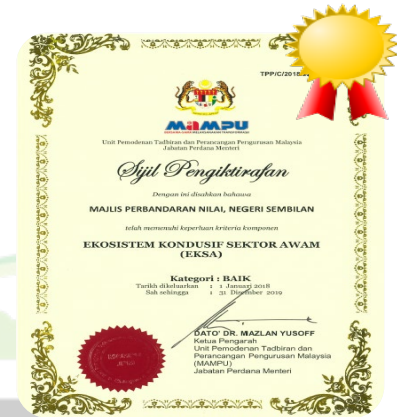 TPP/C/2018
MAMPU
Unit Pemodenan Tadbiran dan Perancangan Pengurusan Malaysia
Jabatan Perdana Menteri
Sijil Pengiktirafan
Dengan ini disahkan bahawa
MAJLIS PERBANDARAN NILAI, NEGERI SEMBILAN
telah memenuhi keperluan kriteria komponen
EKOSISTEM KONDUSIF SEKTOR AWAM
(EKSA)
Kategori : BAIK
Tarikh dikeluarkan : 1 Januari 2018
Sah sehingga : 31 Disember 2019
DATO' DR. MAZLAN YUSOFF
Ketua Pengarah
Unit Pemodenan Tadbiran dan
Perancangan Pengurusan Malaysia
(MAMPU)
Jabatan Perdana Menteri